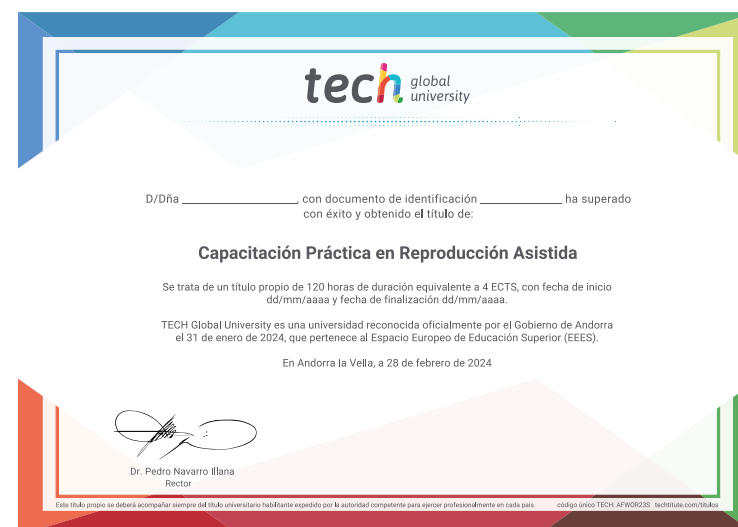 tech global university
D/Dña ______________, con documento de identificación __________ ha superado
con éxito y obtenido el título de:
Capacitación Práctica en Reproducción Asistida
Se trata de un título propio de 120 horas de duración equivalente a 4 ECTS, con fecha de inicio
dd/mm/aaaa y fecha de finalización dd/mm/aaaa.
TECH Global University es una universidad reconocida oficialmente por el Gobierno de Andorra
el 31 de enero de 2024, que pertenece al Espacio Europeo de Educación Superior (EEES).
En Andorra la Vella, a 28 de febrero de 2024
Dr. Pedro Navarro Illana
Rector
Este título propio se deberá acompañar siempre del título universitario habilitante expedido por la autoridad competente para ejercer profesionalmente en cada país. código único TECH: AFWOR23S techtitute.com/titulos